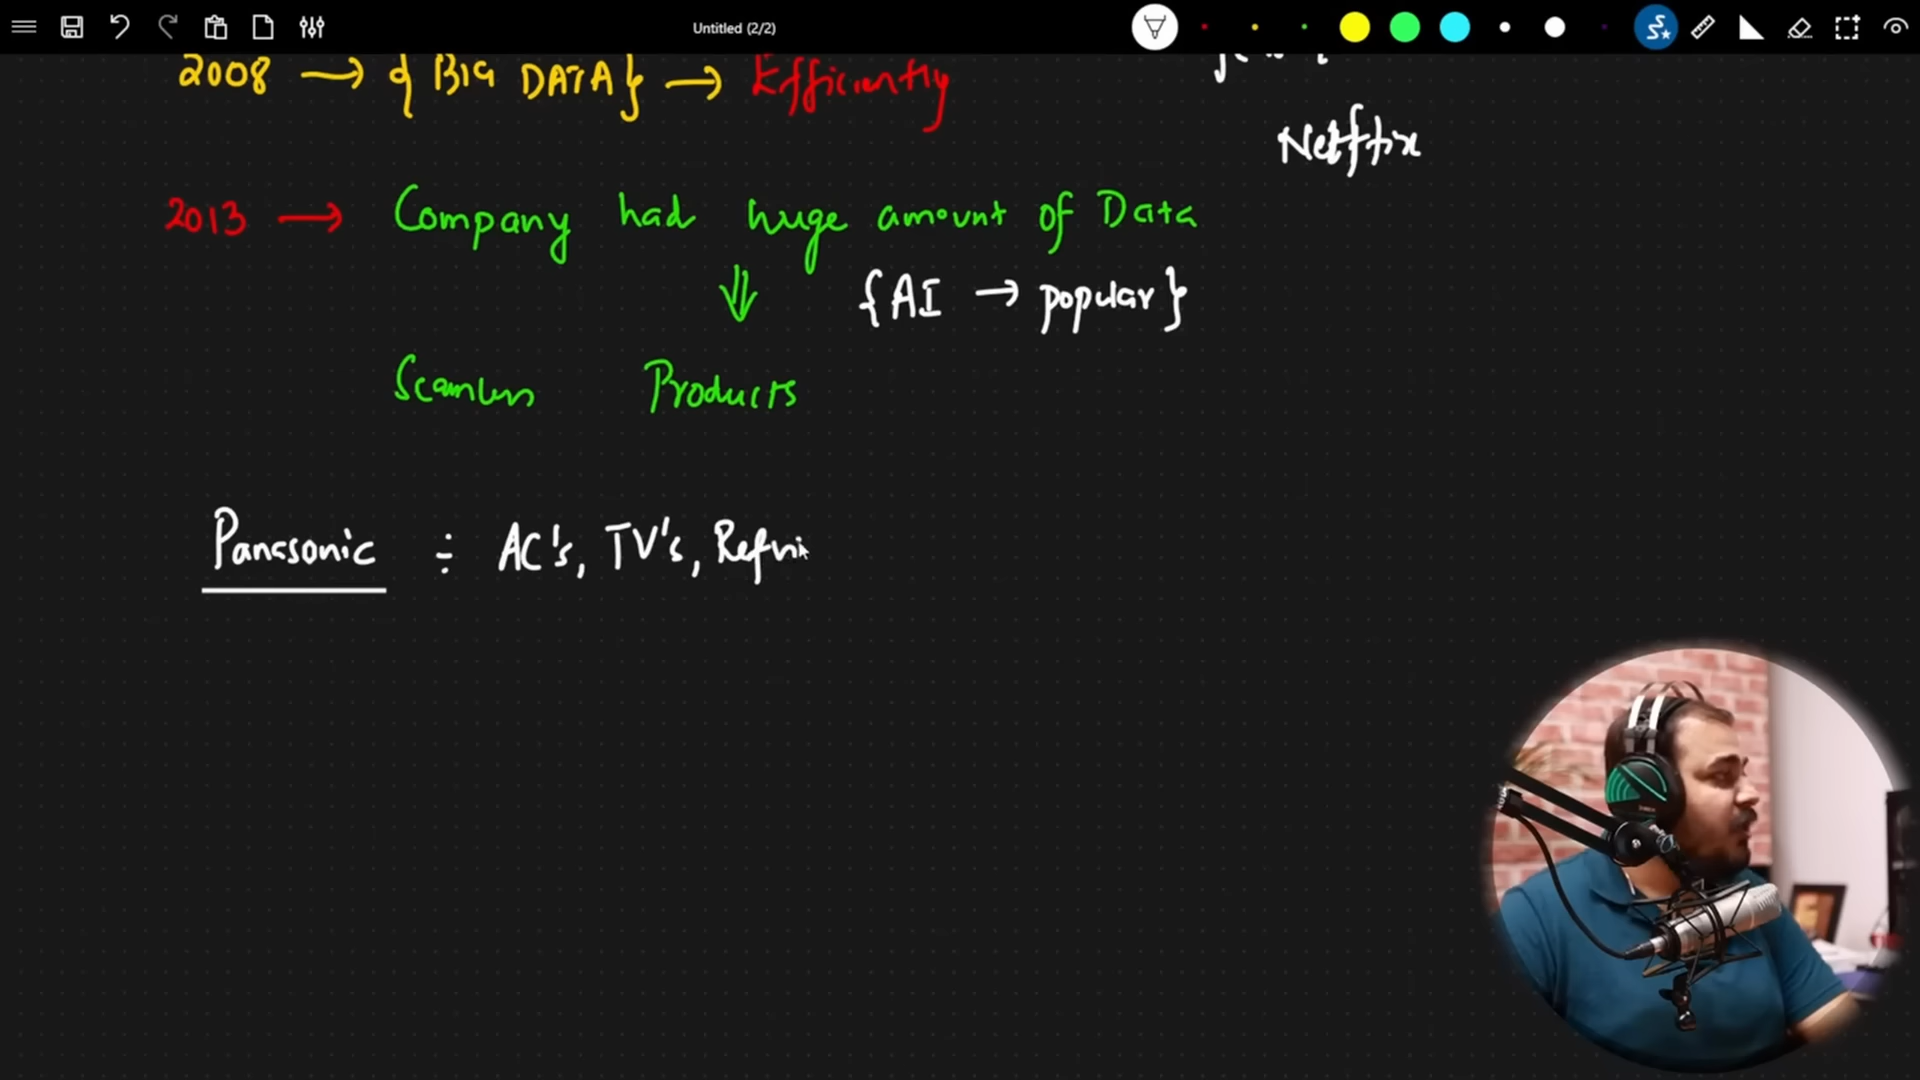 Untitled (2/2)
2008 → { BIG DATA } → Efficiently
Netflix
2013 → Company had huge amount of Data
{AI → popular}
Products
Panasonic ÷ AC's, TV's, Refri